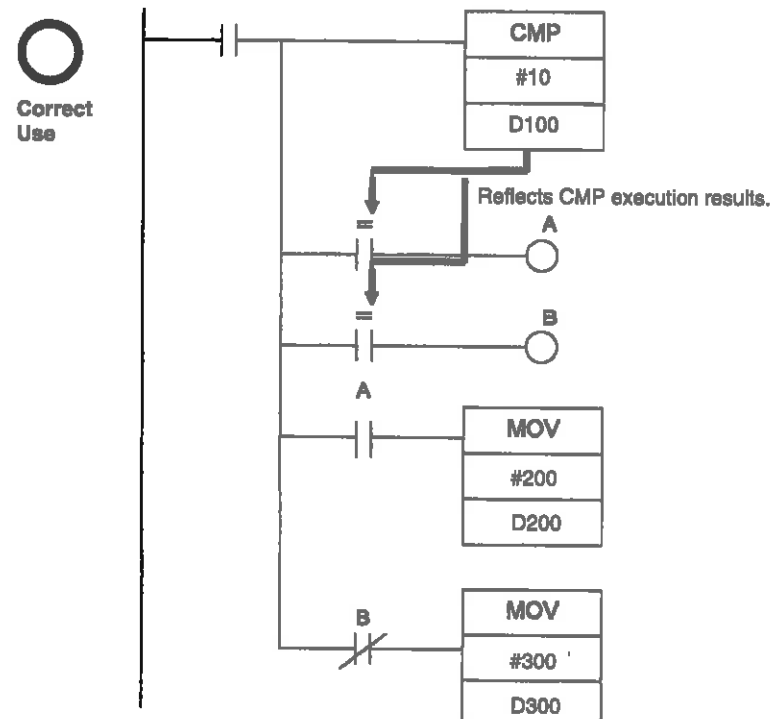 Correct
Use
CMP
#10
D100
Reflects CMP execution results.
=
A
=
B
A
MOV
#200
D200
B
MOV
#300
D300